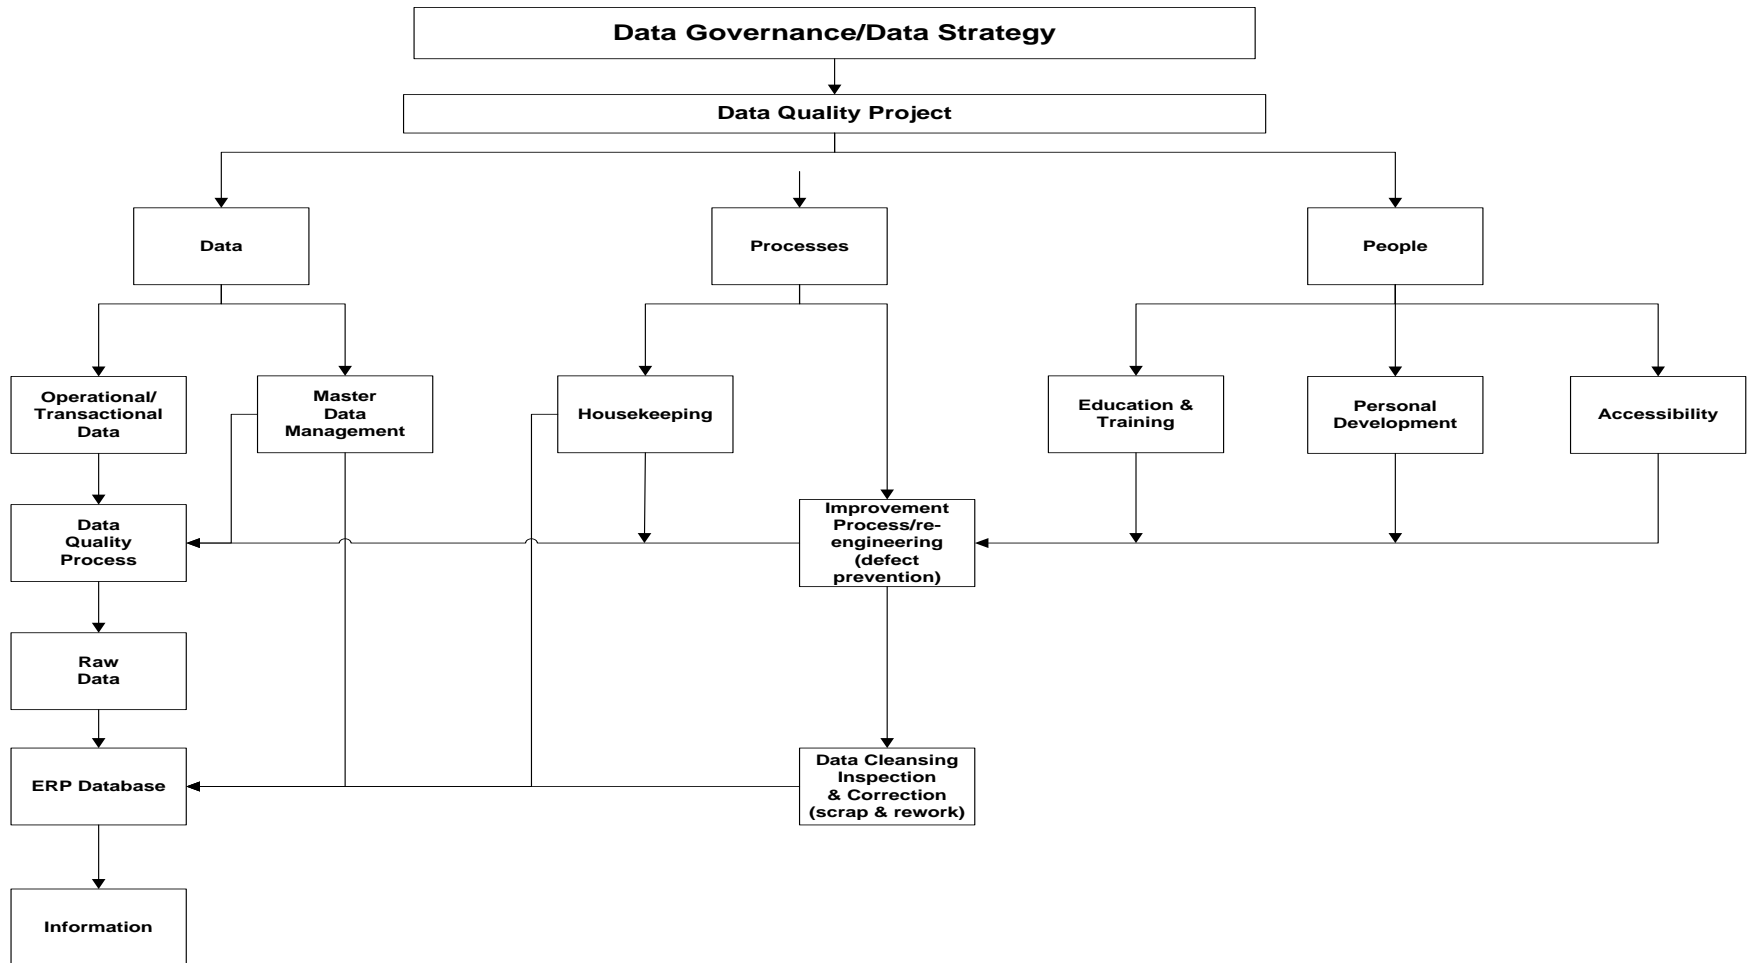 Data Governance/Data Strategy
Data Quality Project
Data
Processes
People
Operational/
Transactional
Data
Master
Data
Management
Housekeeping
Education &
Training
Personal
Development
Accessibility
Data
Quality
Process
Improvement
Process/re-
engineering
(defect
prevention)
Raw
Data
ERP Database
Data Cleansing
Inspection
& Correction
(scrap & rework)
Information